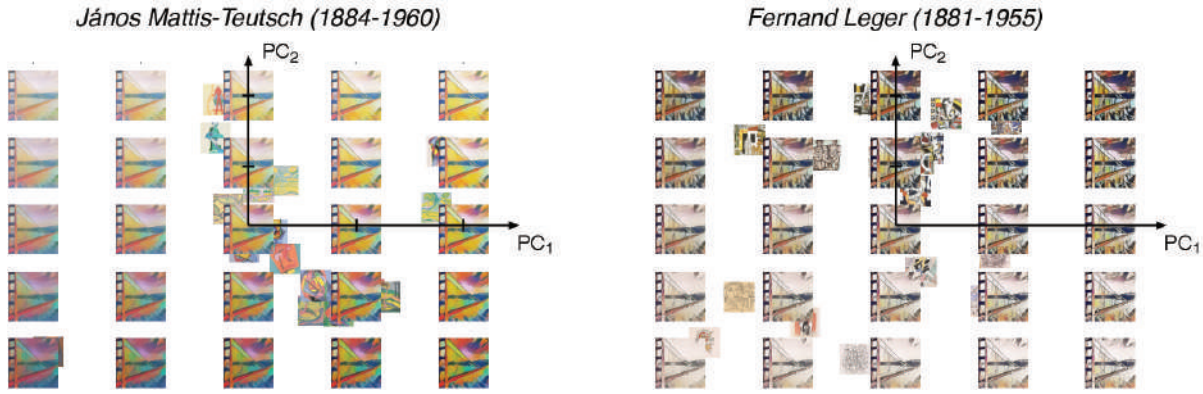 János Mattis-Teutsch (1884-1960)
Fernand Leger (1881-1955)
PC2
PC1
PC2
PC1